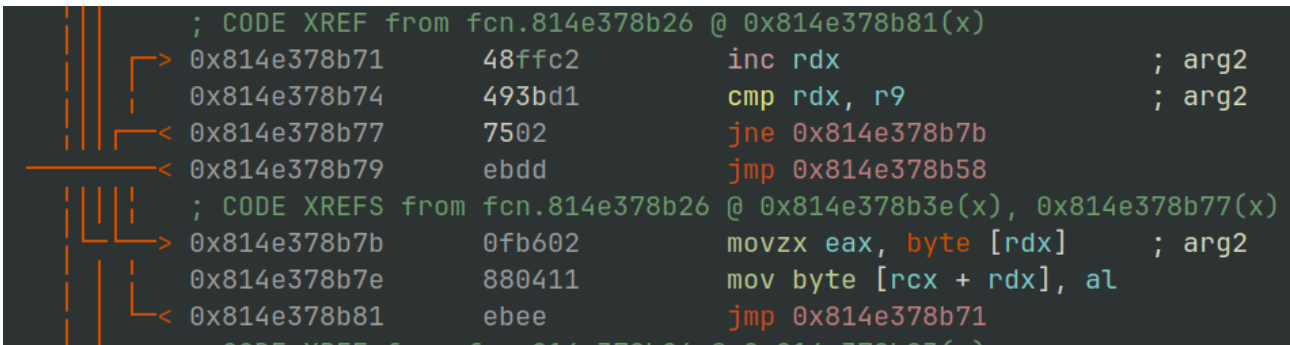 ; CODE XREF from fcn.814e378b26 @ 0x814e378b81(x)
0x814e378b71 48ffc2 inc rdx ; arg2
0x814e378b74 493bd1 cmp rdx, r9 ; arg2
0x814e378b77 7502 jne 0x814e378b7b
0x814e378b79 ebdd jmp 0x814e378b58
; CODE XREFS from fcn.814e378b26 @ 0x814e378b3e(x), 0x814e378b77(x)
0x814e378b7b 0fb602 movzx eax, byte [rdx] ; arg2
0x814e378b7e 880411 mov byte [rcx + rdx], al
0x814e378b81 ebee jmp 0x814e378b71